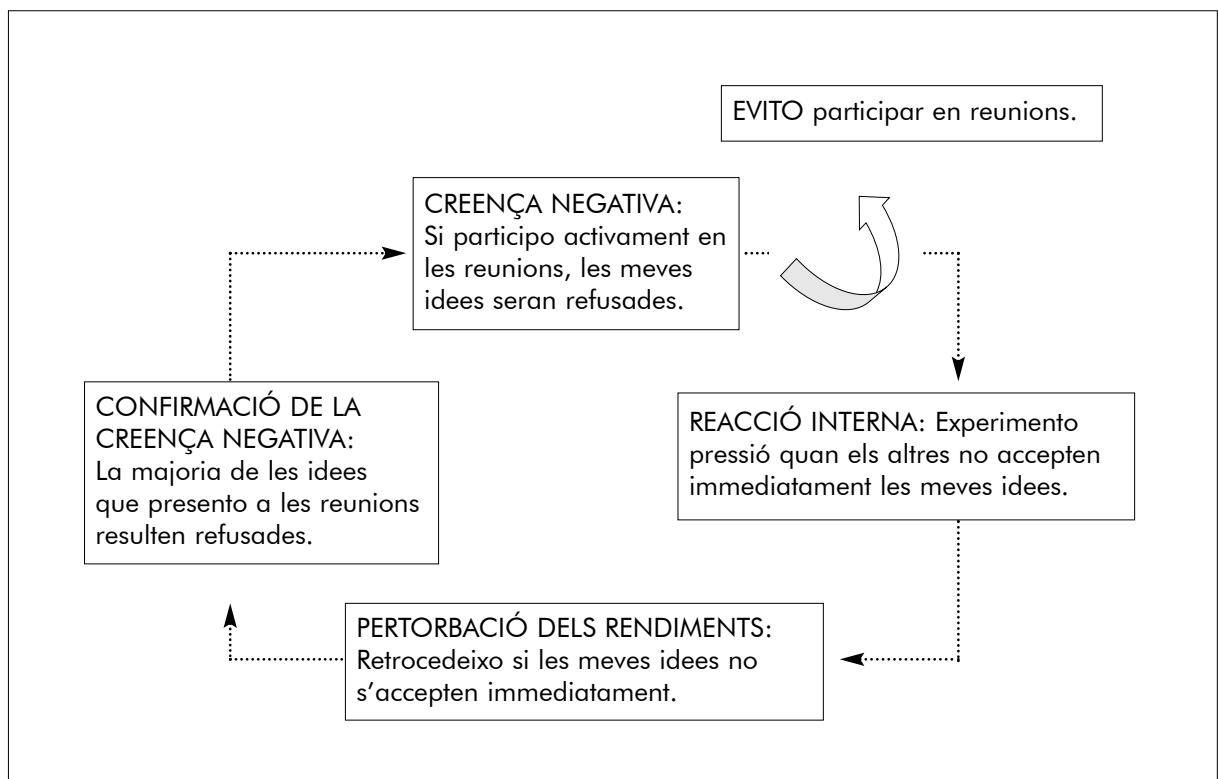 EVITO participar en reunions.
CREENÇA NEGATIVA:
Si participo activament en
les reunions, les meves
idees seran refusades.
REACCIÓ INTERNA: Experimento
pressió quan els altres no accepten
immediatament les meves idees.
PERTORBACIÓ DELS RENDIMENTS:
Retrocedeixo si les meves idees no
s’accepten immediatament.
CONFIRMACIÓ DE LA
CREENÇA NEGATIVA:
La majoria de les idees
que presento a les reunions
resulten refusades.